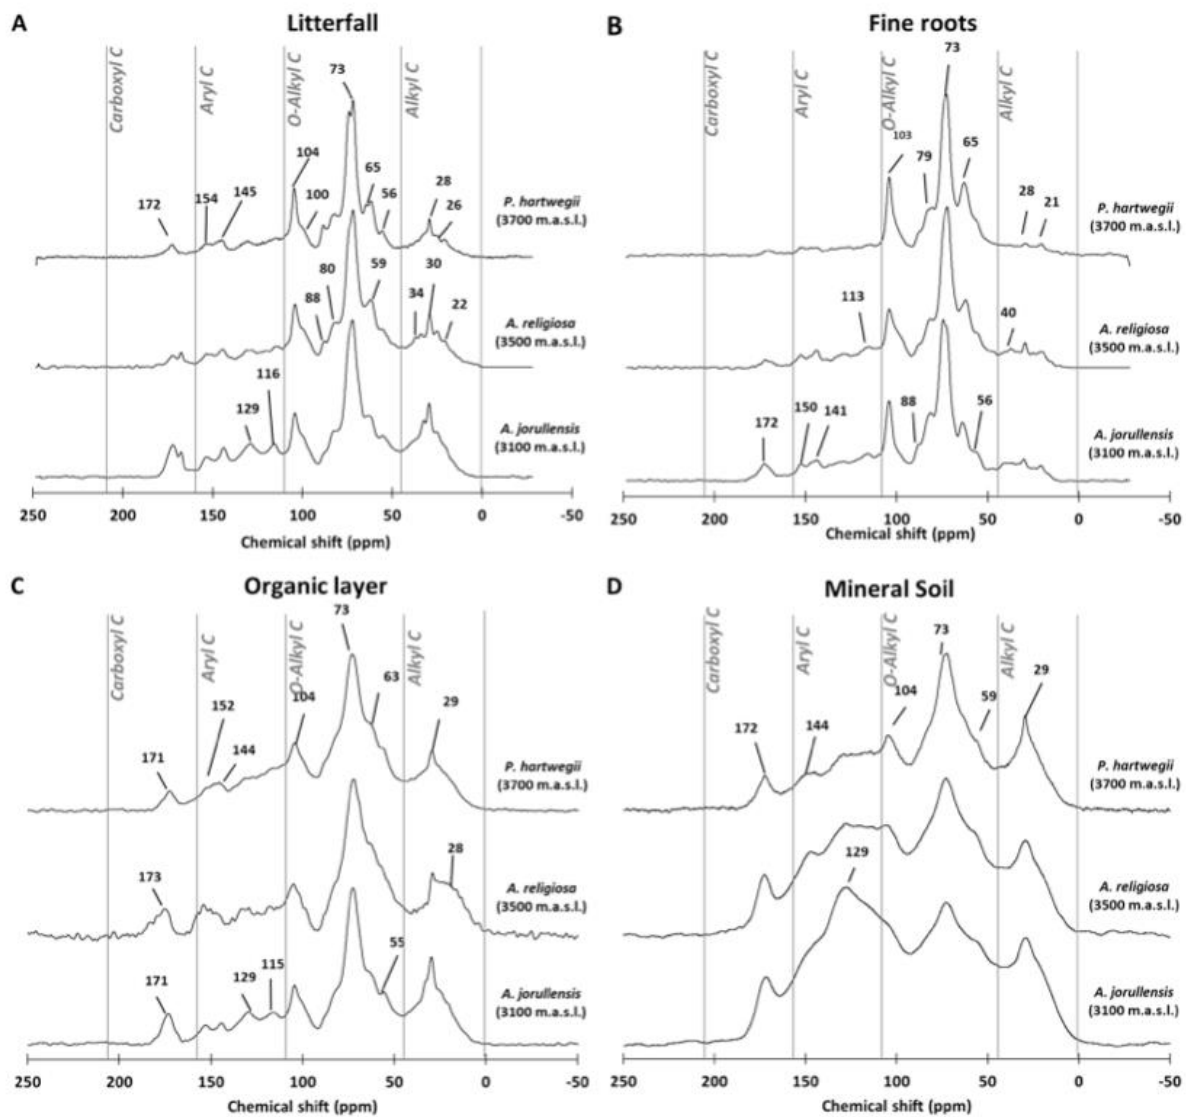 A
Litterfall
Carboxyl C
Aryl C
O-Alkyl C
Alkyl C
73
172
154
145
104
100
65
56
28
26
P. hartwegii
(3700 m.a.s.l.)
88
80
59
34
30
22
A. religiosa
(3500 m.a.s.l.)
129
116
A. jorullensis
(3100 m.a.s.l.)
250
200
150
100
50
0
-50
Chemical shift (ppm)
B
Fine roots
Carboxyl C
Aryl C
O-Alkyl C
Alkyl C
73
103
79
65
28
21
P. hartwegii
(3700 m.a.s.l.)
113
40
A. religiosa
(3500 m.a.s.l.)
172
150
141
88
56
A. jorullensis
(3100 m.a.s.l.)
250
200
150
100
50
0
-50
Chemical shift (ppm)
C
Organic layer
Carboxyl C
Aryl C
O-Alkyl C
Alkyl C
73
171
152
144
104
63
29
P. hartwegii
(3700 m.a.s.l.)
173
28
A. religiosa
(3500 m.a.s.l.)
171
129
115
55
A. jorullensis
(3100 m.a.s.l.)
250
200
150
100
50
0
-50
Chemical shift (ppm)
D
Mineral Soil
Carboxyl C
Aryl C
O-Alkyl C
Alkyl C
73
172
144
104
59
29
P. hartwegii
(3700 m.a.s.l.)
129
A. religiosa
(3500 m.a.s.l.)
A. jorullensis
(3100 m.a.s.l.)
250
200
150
100
50
0
-50
Chemical shift (ppm)